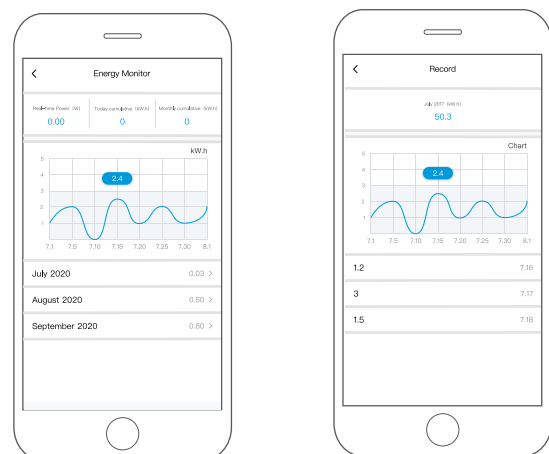 Energy Monitor
Real-time Power (W) Today cumulative (kW.h) Monthly cumulative (kW.h)
0.00 0 0
kW.h
5
4
3
2
1
2.4
7.1 7.5 7.10 7.15 7.20 7.25 7.30 8.1
July 2020 0.03 >
August 2020 0.50 >
September 2020 0.80 >
Record
July 2017 (kW.h)
50.3
Chart
5
4
3
2
1
2.4
7.1 7.5 7.10 7.15 7.20 7.25 7.30 8.1
1.2 7.16
3 7.17
1.5 7.18